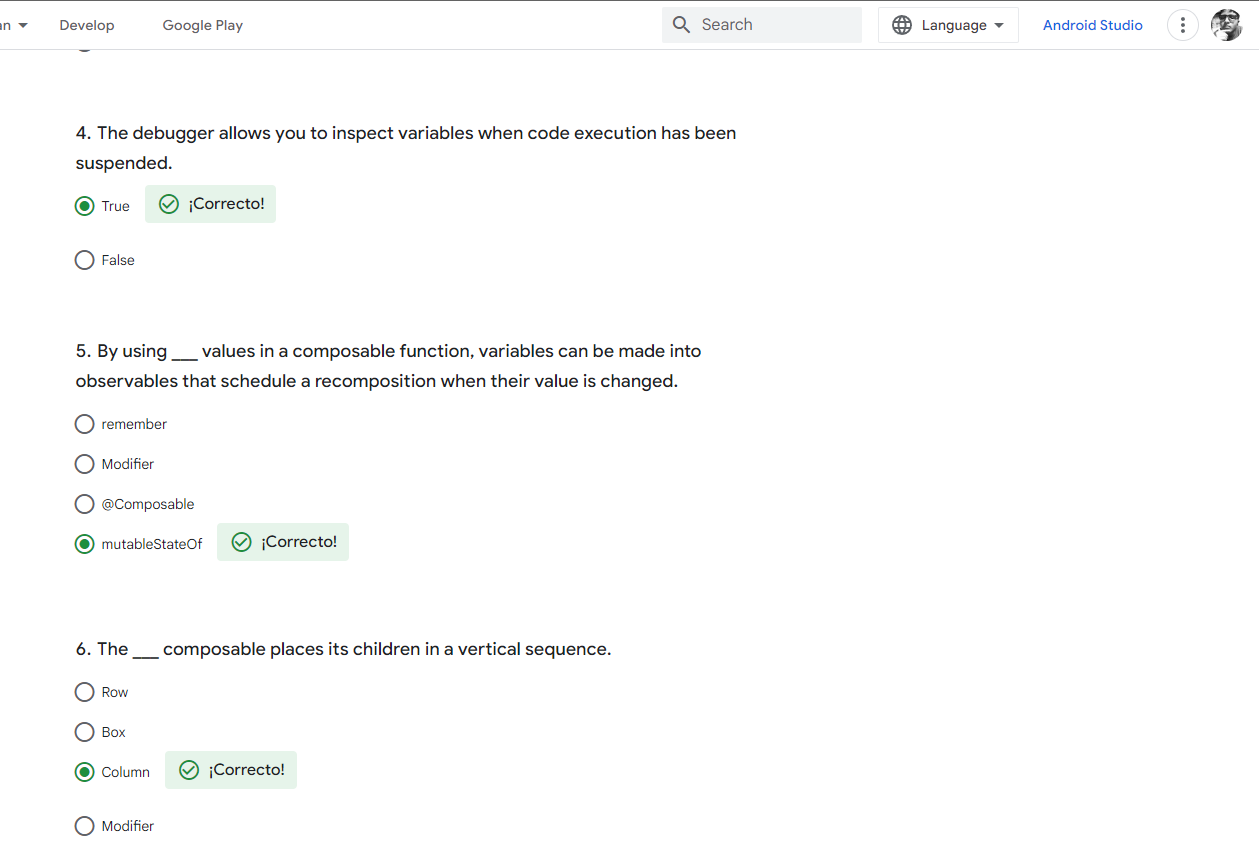 an Develop Google Play Search Language Android Studio
4. The debugger allows you to inspect variables when code execution has been
suspended.
True ¡Correcto!
False
5. By using ___ values in a composable function, variables can be made into
observables that schedule a recomposition when their value is changed.
remember
Modifier
@Composable
mutableStateOf ¡Correcto!
6. The ___ composable places its children in a vertical sequence.
Row
Box
Column ¡Correcto!
Modifier